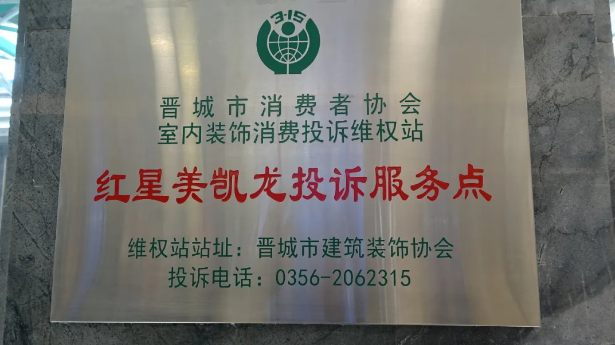 3·15
晋城市消费者协会
室内装饰消费投诉维权站
红星美凯龙投诉服务点
维权站站址：晋城市建筑装饰协会
投诉电话：0356-2062315